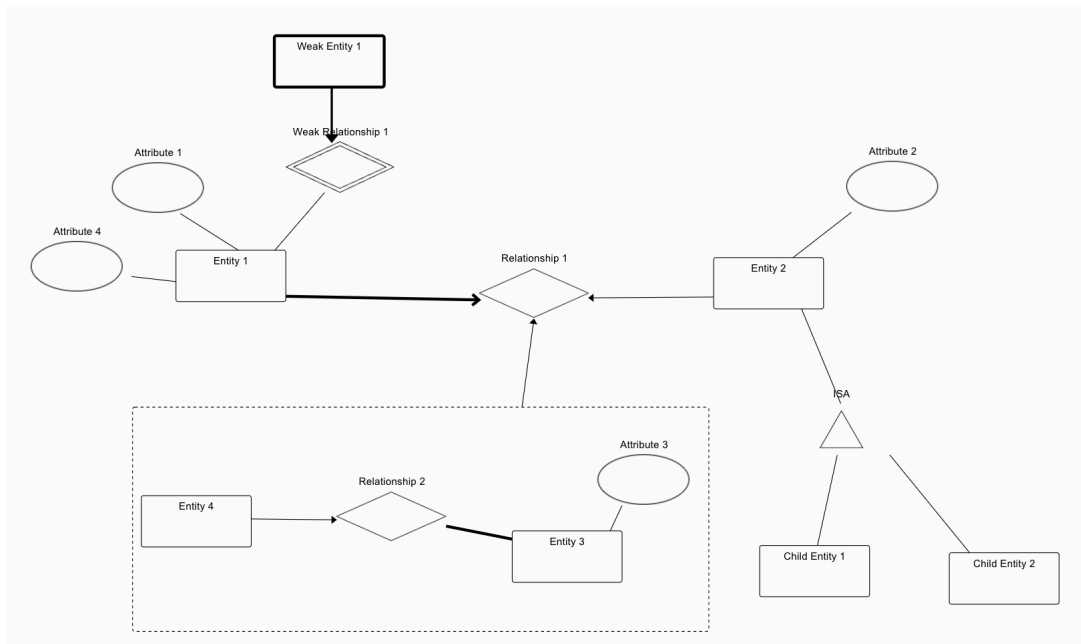 Weak Entity 1
Weak Relationship 1
Attribute 1
Attribute 2
Attribute 4
Entity 1
Relationship 1
Entity 2
ISA
Attribute 3
Relationship 2
Entity 4
Entity 3
Child Entity 1
Child Entity 2